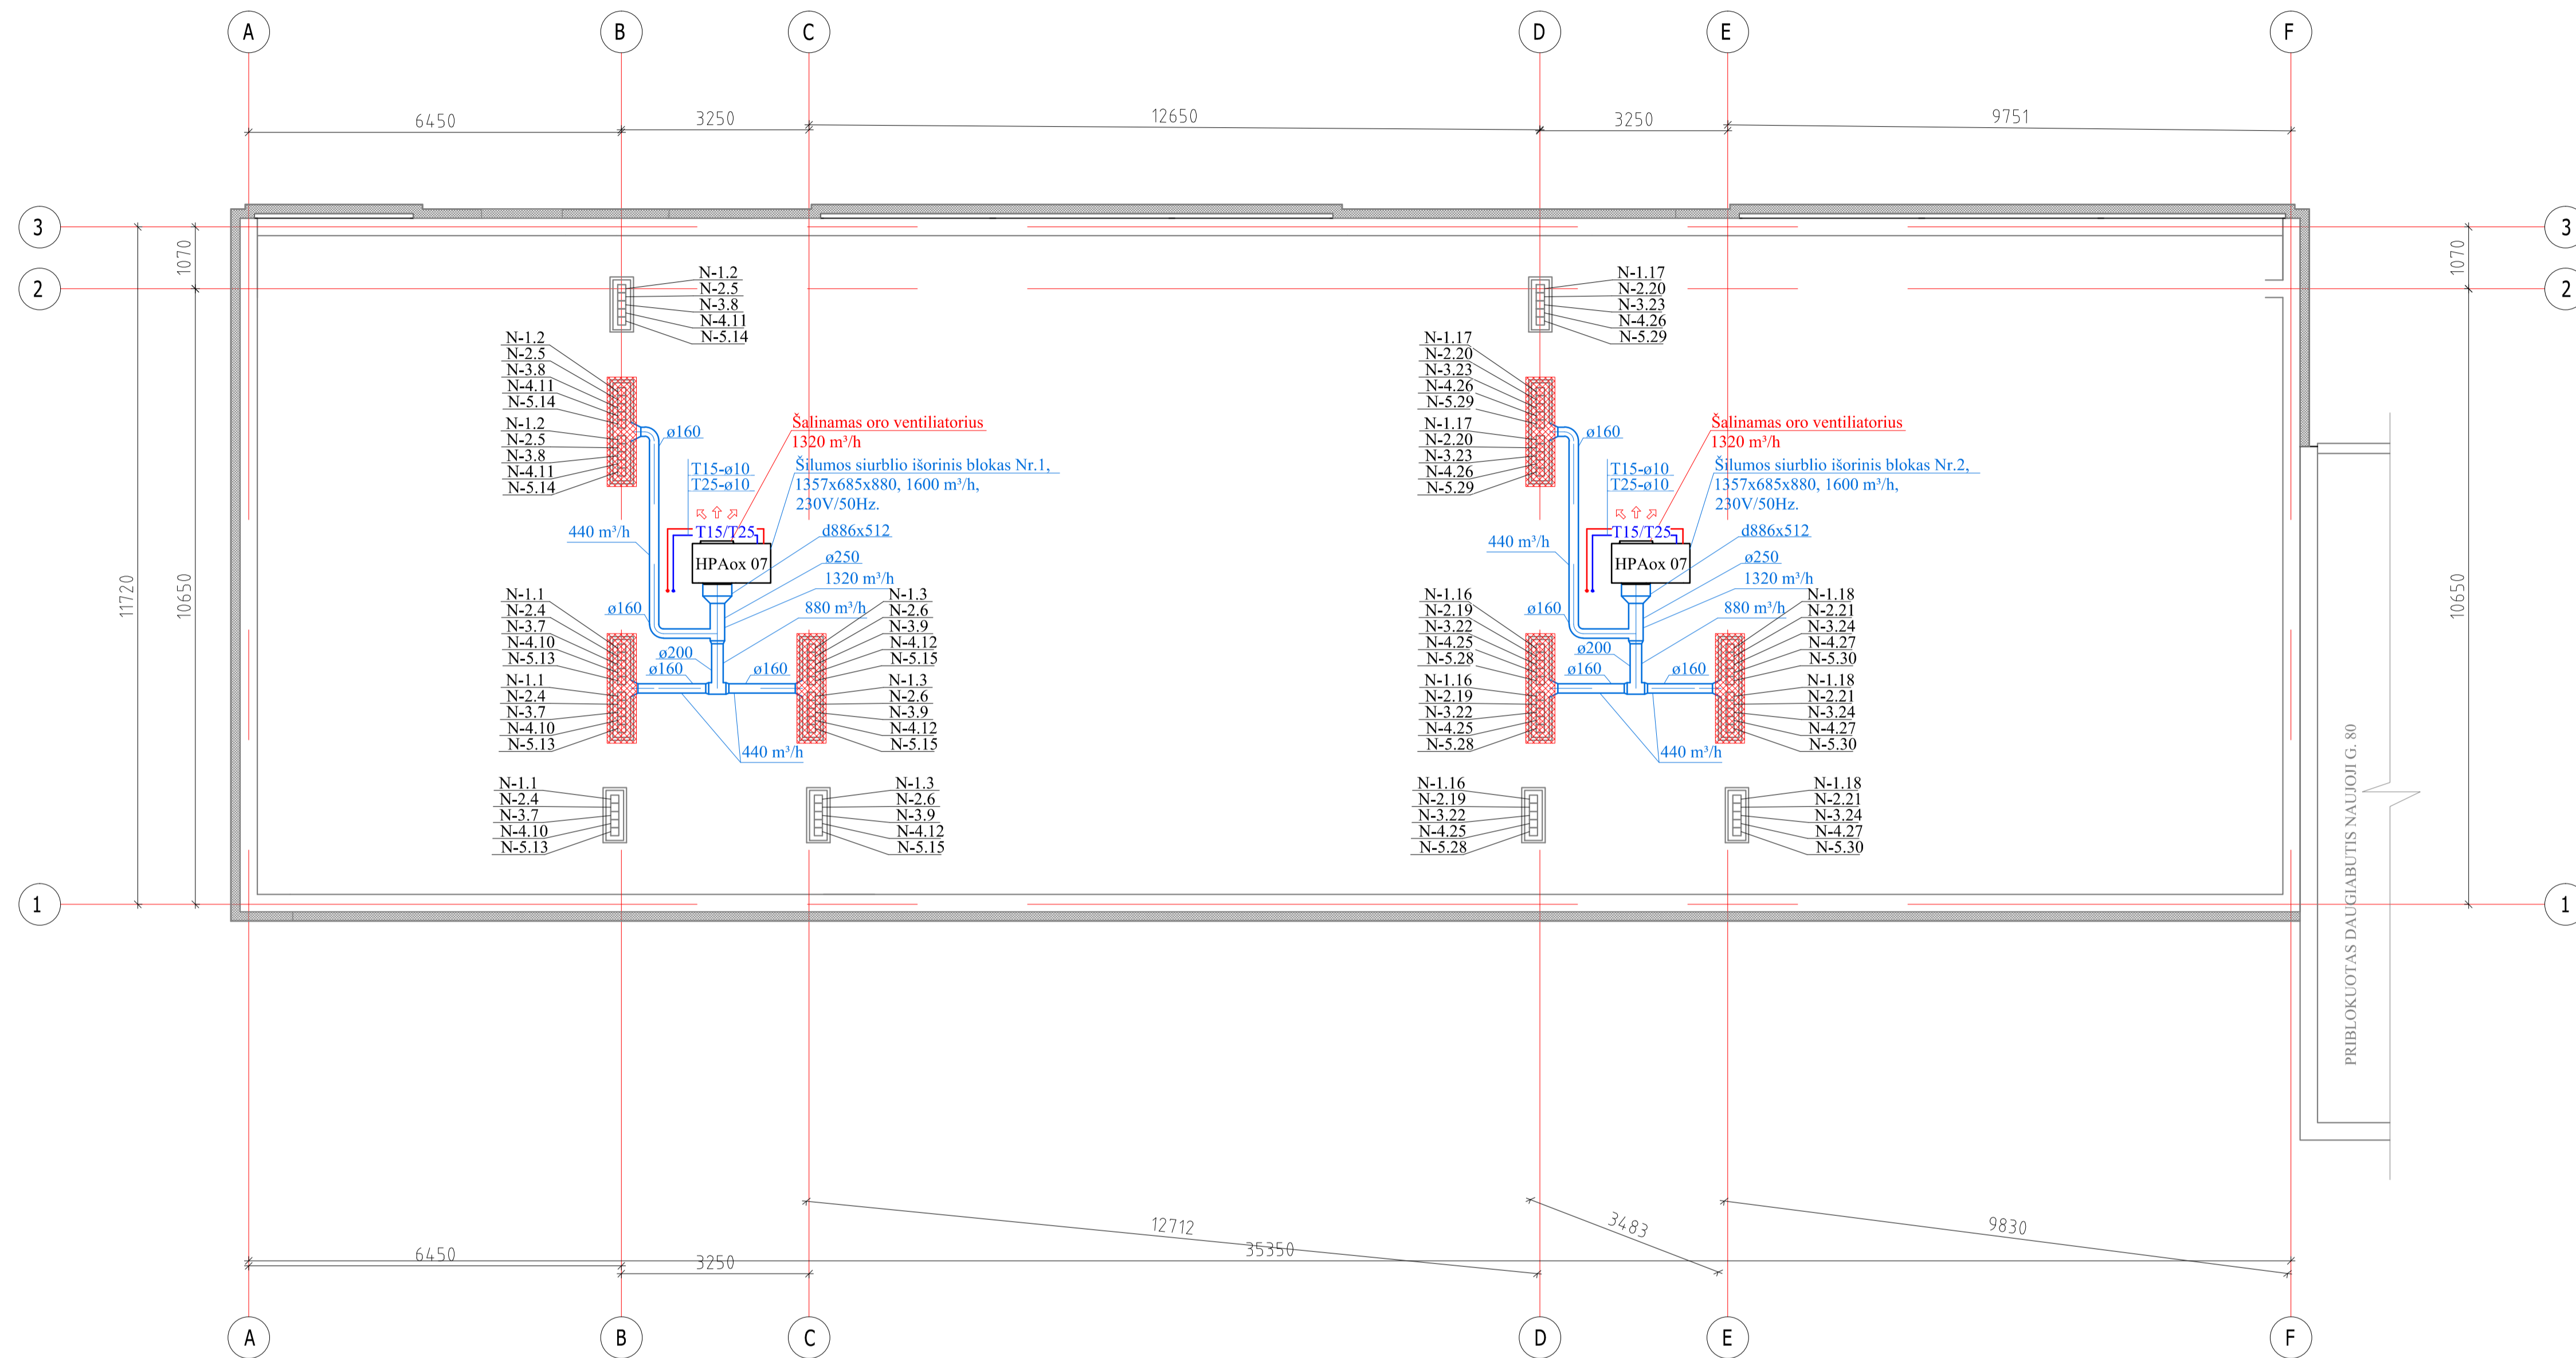 A
B
C
D
E
F
6450
3250
12650
3250
9751
3
3
2
2
1
1
1070
10650
11720
1070
10650
N-1.2
N-2.5
N-3.8
N-4.11
N-5.14
N-1.2
N-2.5
N-3.8
N-4.11
N-5.14
N-1.2
N-2.5
N-3.8
N-4.11
N-5.14
ø160
Šalinamas oro ventiliatorius
1320 m³/h
T15-ø10
T25-ø10
Šilumos siurblio išorinis blokas Nr.1,
1357x685x880, 1600 m³/h,
230V/50Hz.
440 m³/h
T15/T25
d886x512
HPAox 07
ø250
1320 m³/h
880 m³/h
ø160
ø200
ø160
ø160
440 m³/h
N-1.1
N-2.4
N-3.7
N-4.10
N-5.13
N-1.1
N-2.4
N-3.7
N-4.10
N-5.13
N-1.3
N-2.6
N-3.9
N-4.12
N-5.15
N-1.3
N-2.6
N-3.9
N-4.12
N-5.15
N-1.1
N-2.4
N-3.7
N-4.10
N-5.13
N-1.3
N-2.6
N-3.9
N-4.12
N-5.15
N-1.17
N-2.20
N-3.23
N-4.26
N-5.29
N-1.17
N-2.20
N-3.23
N-4.26
N-5.29
N-1.17
N-2.20
N-3.23
N-4.26
N-5.29
ø160
Šalinamas oro ventiliatorius
1320 m³/h
T15-ø10
T25-ø10
Šilumos siurblio išorinis blokas Nr.2,
1357x685x880, 1600 m³/h,
230V/50Hz.
440 m³/h
T15/T25
d886x512
HPAox 07
ø250
1320 m³/h
880 m³/h
ø160
ø200
ø160
ø160
440 m³/h
N-1.16
N-2.19
N-3.22
N-4.25
N-5.28
N-1.16
N-2.19
N-3.22
N-4.25
N-5.28
N-1.18
N-2.21
N-3.24
N-4.27
N-5.30
N-1.18
N-2.21
N-3.24
N-4.27
N-5.30
N-1.16
N-2.19
N-3.22
N-4.25
N-5.28
N-1.18
N-2.21
N-3.24
N-4.27
N-5.30
PRIBLOKUOTAS DAUGIABUTIS NAUJOJI G. 80
6450
3250
12712
35350
3483
9830
A
B
C
D
E
F